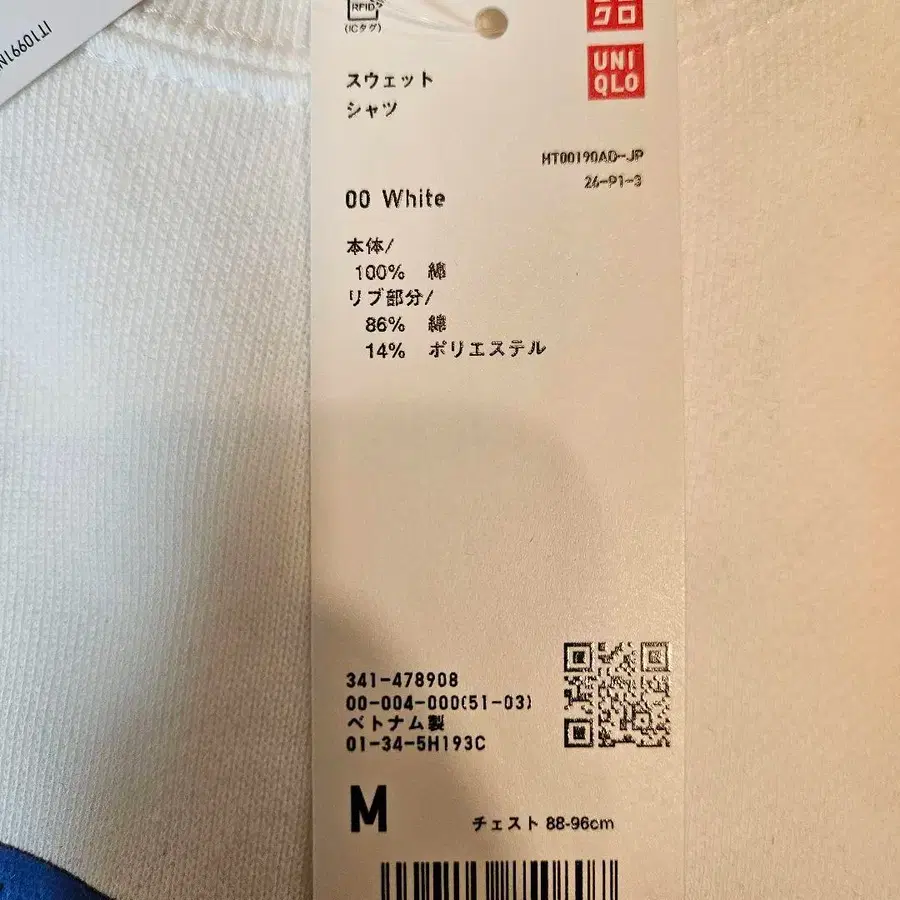 RFID
(ICタグ)
クロ
UNI
QLO
スウェット
シャツ
HT00190AD-JP
26-P1-3
00 White
本体/
100% 綿
リブ部分/
86% 綿
14% ポリエステル
341-478908
00-004-000(51-03)
ベトナム製
01-34-5H193C
M
チェスト 88-96cm